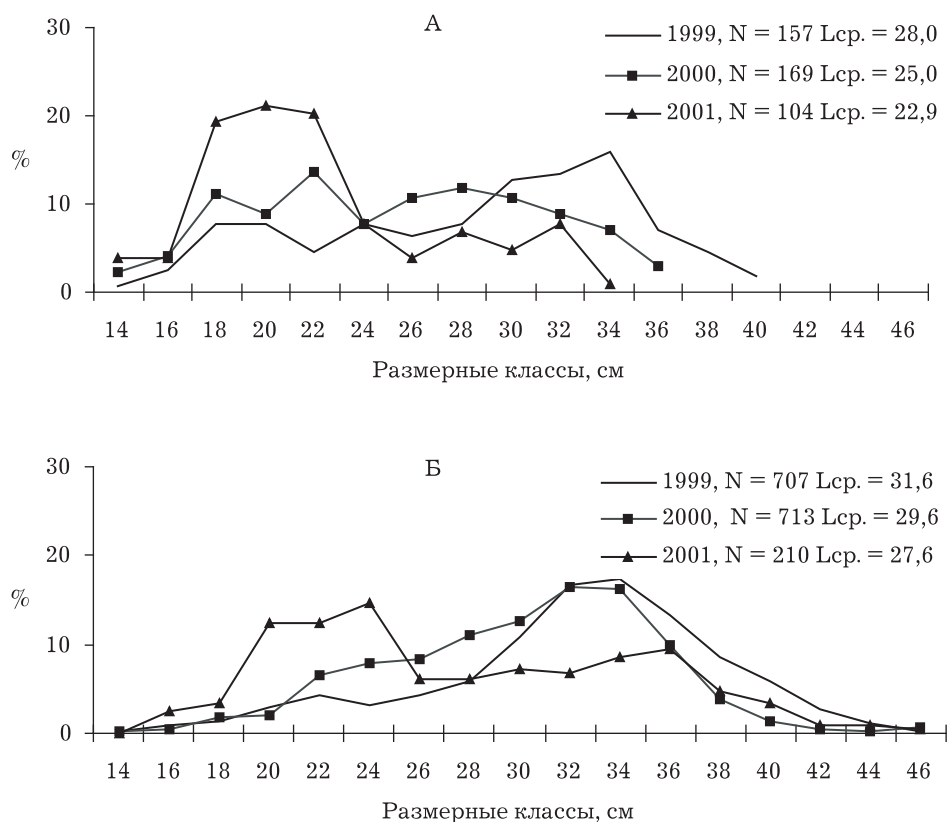 А
30
20
%
10
0
1999, N = 157 Lср. = 28,0
2000, N = 169 Lср. = 25,0
2001, N = 104 Lср. = 22,9
14 16 18 20 22 24 26 28 30 32 34 36 38 40 42 44 46
Размерные классы, см
Б
30
20
%
10
0
1999, N = 707 Lср. = 31,6
2000, N = 713 Lср. = 29,6
2001, N = 210 Lср. = 27,6
14 16 18 20 22 24 26 28 30 32 34 36 38 40 42 44 46
Размерные классы, см